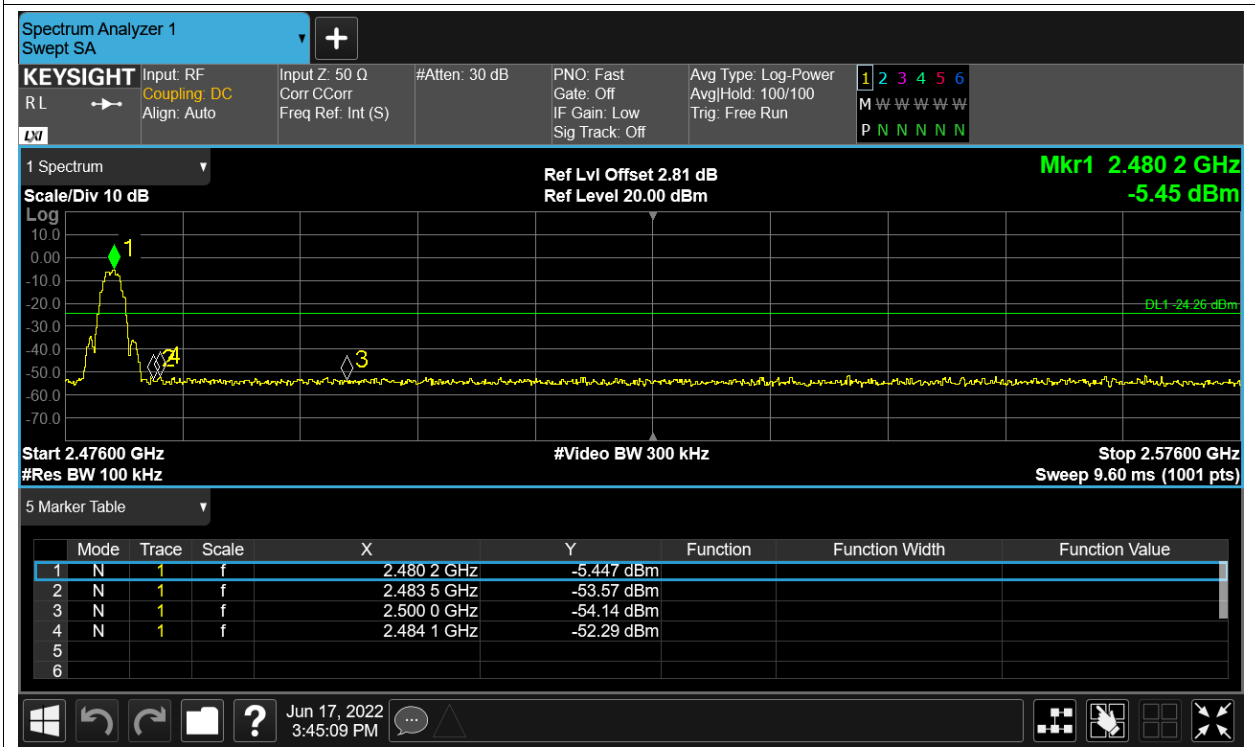 Spectrum Analyzer 1
Swept SA
+
KEYSIGHT Input: RF Input Z: 50 Ω #Atten: 30 dB PNO: Fast Avg Type: Log-Power 1 2 3 4 5 6
R L Coupling: DC Corr CCorr Gate: Off Avg|Hold: 100/100 M W W W W W
Align: Auto Freq Ref: Int (S) IF Gain: Low Trig: Free Run
LXI Sig Track: Off P N N N N N
1 Spectrum Ref Lvl Offset 2.81 dB Mkr1 2.480 2 GHz
Scale/Div 10 dB Ref Level 20.00 dBm -5.45 dBm
Log
10.0
1
0.00
-10.0
-20.0
DL1 -24.26 dBm
-30.0
-40.0
2 4 3
-50.0
-60.0
-70.0
Start 2.47600 GHz #Video BW 300 kHz Stop 2.57600 GHz
#Res BW 100 kHz Sweep 9.60 ms (1001 pts)
5 Marker Table
Mode Trace Scale X Y Function Function Width Function Value
1 N 1 f 2.480 2 GHz -5.447 dBm
2 N 1 f 2.483 5 GHz -53.57 dBm
3 N 1 f 2.500 0 GHz -54.14 dBm
4 N 1 f 2.484 1 GHz -52.29 dBm
5
6
? Jun 17, 2022
3:45:09 PM